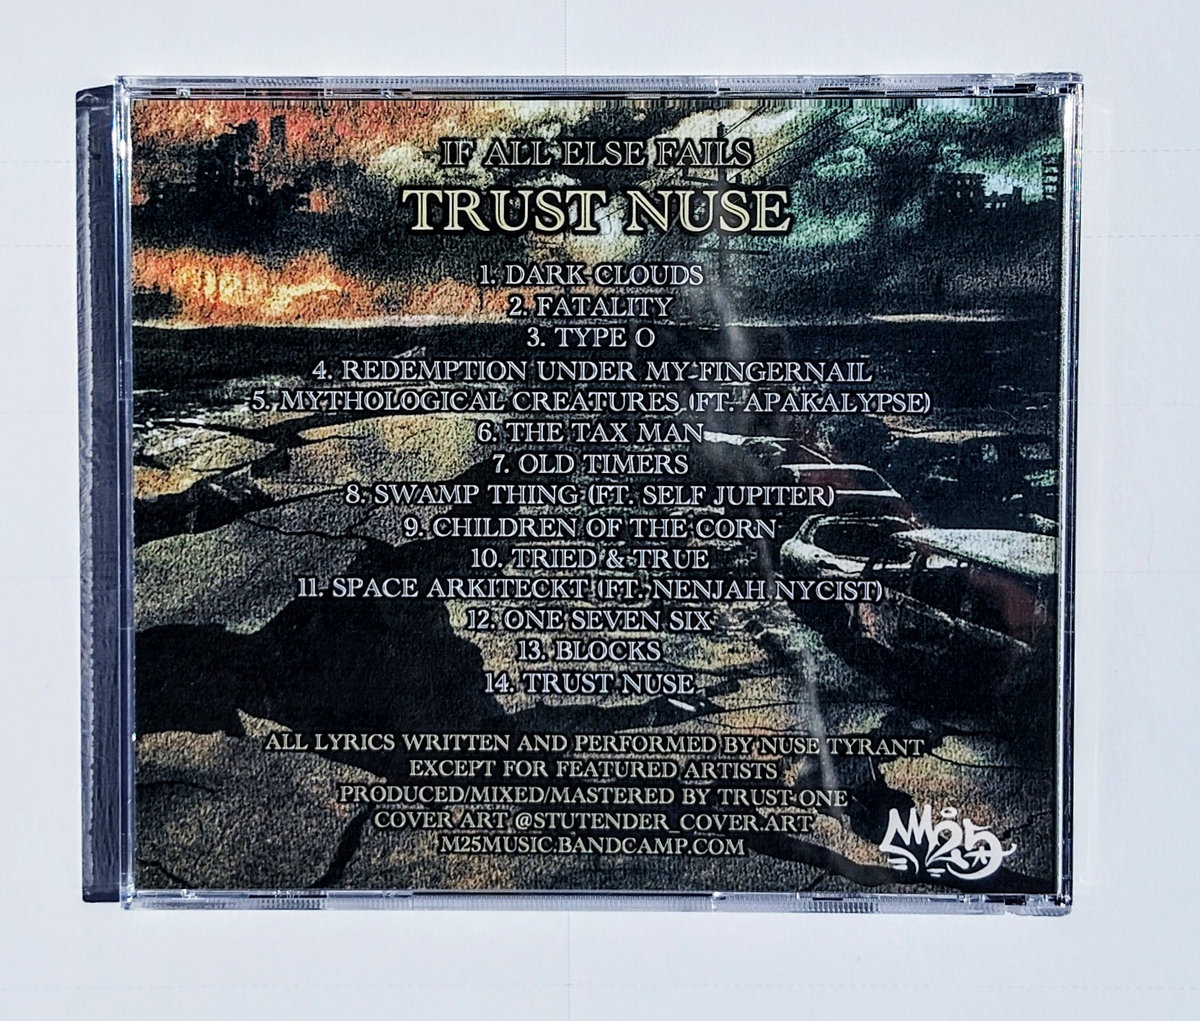 IF ALL ELSE FAILS
TRUST NUSE
1. DARK CLOUDS
2. FATALITY
3. TYPE O
4. REDEMPTION UNDER MY FINGERNAIL
5. MYTHOLOGICAL CREATURES (FT. APAKALYPSE)
6. THE TAX MAN
7. OLD TIMERS
8. SWAMP THING (FT. SELF JUPITER)
9. CHILDREN OF THE CORN
10. TRIED & TRUE
11. SPACE ARKITECKT (FT. NENJAH NYCIST)
12. ONE SEVEN SIX
13. BLOCKS
14. TRUST NUSE
ALL LYRICS WRITTEN AND PERFORMED BY NUSE TYRANT
EXCEPT FOR FEATURED ARTISTS
PRODUCED/MIXED/MASTERED BY TRUST ONE
COVER ART @STUTENDER_COVER.ART
M25MUSIC.BANDCAMP.COM
M25